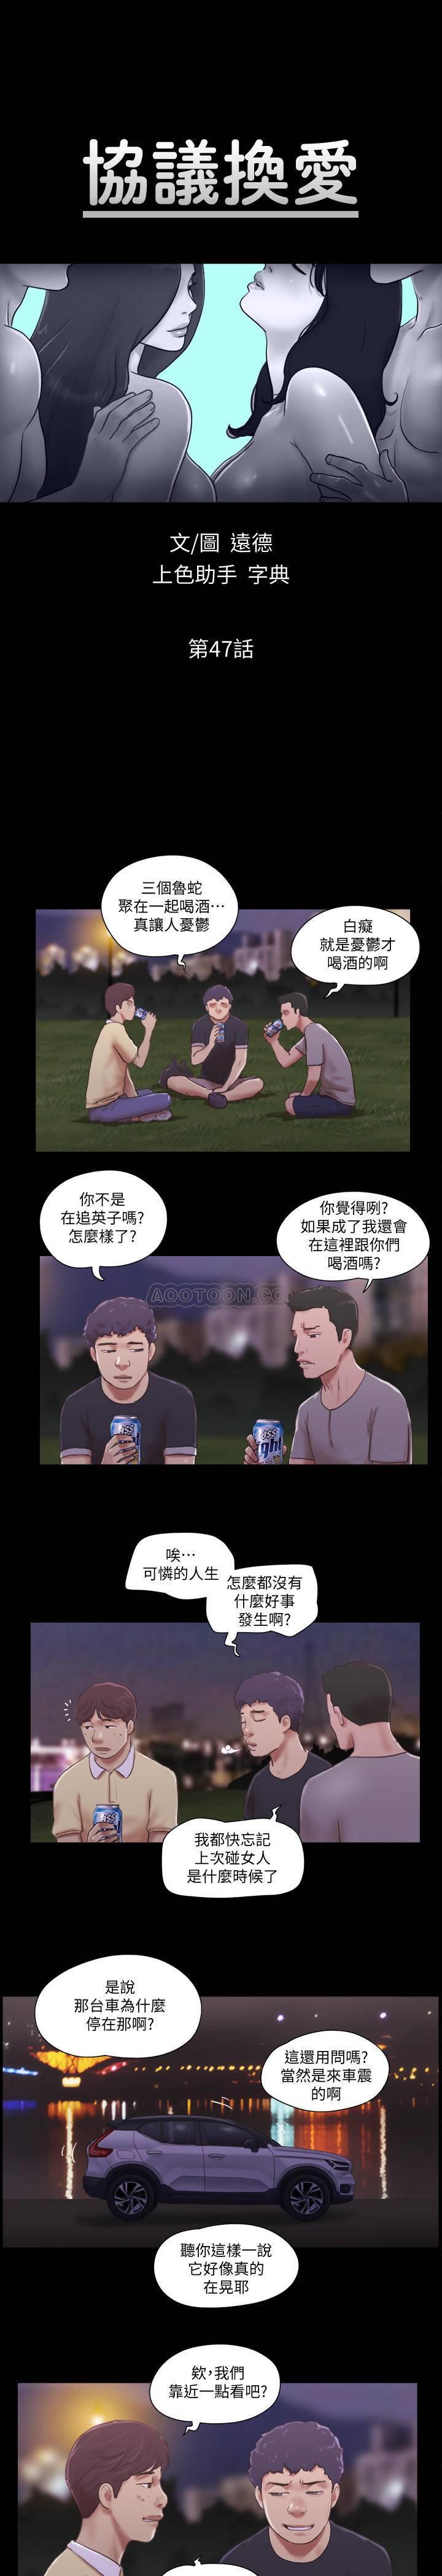 協議換愛
文/圖 遠德
上色助手 字典
第47話
三個魯蛇
聚在一起喝酒⋯
真讓人憂鬱
白癡
就是憂鬱才
喝酒的啊
你不是
在追英子嗎?
怎麼樣了?
你覺得咧?
如果成了我還會
在這裡跟你們
喝酒嗎?
AOOTOON.COM
唉⋯
可憐的人生
怎麼都沒有
什麼好事
發生啊?
我都快忘記
上次碰女人
是什麼時候了
是說
那台車為什麼
停在那啊?
這還用問嗎?
當然是來車震
的啊
聽你這樣一說
它好像真的
在晃耶
欸,我們
靠近一點看吧?